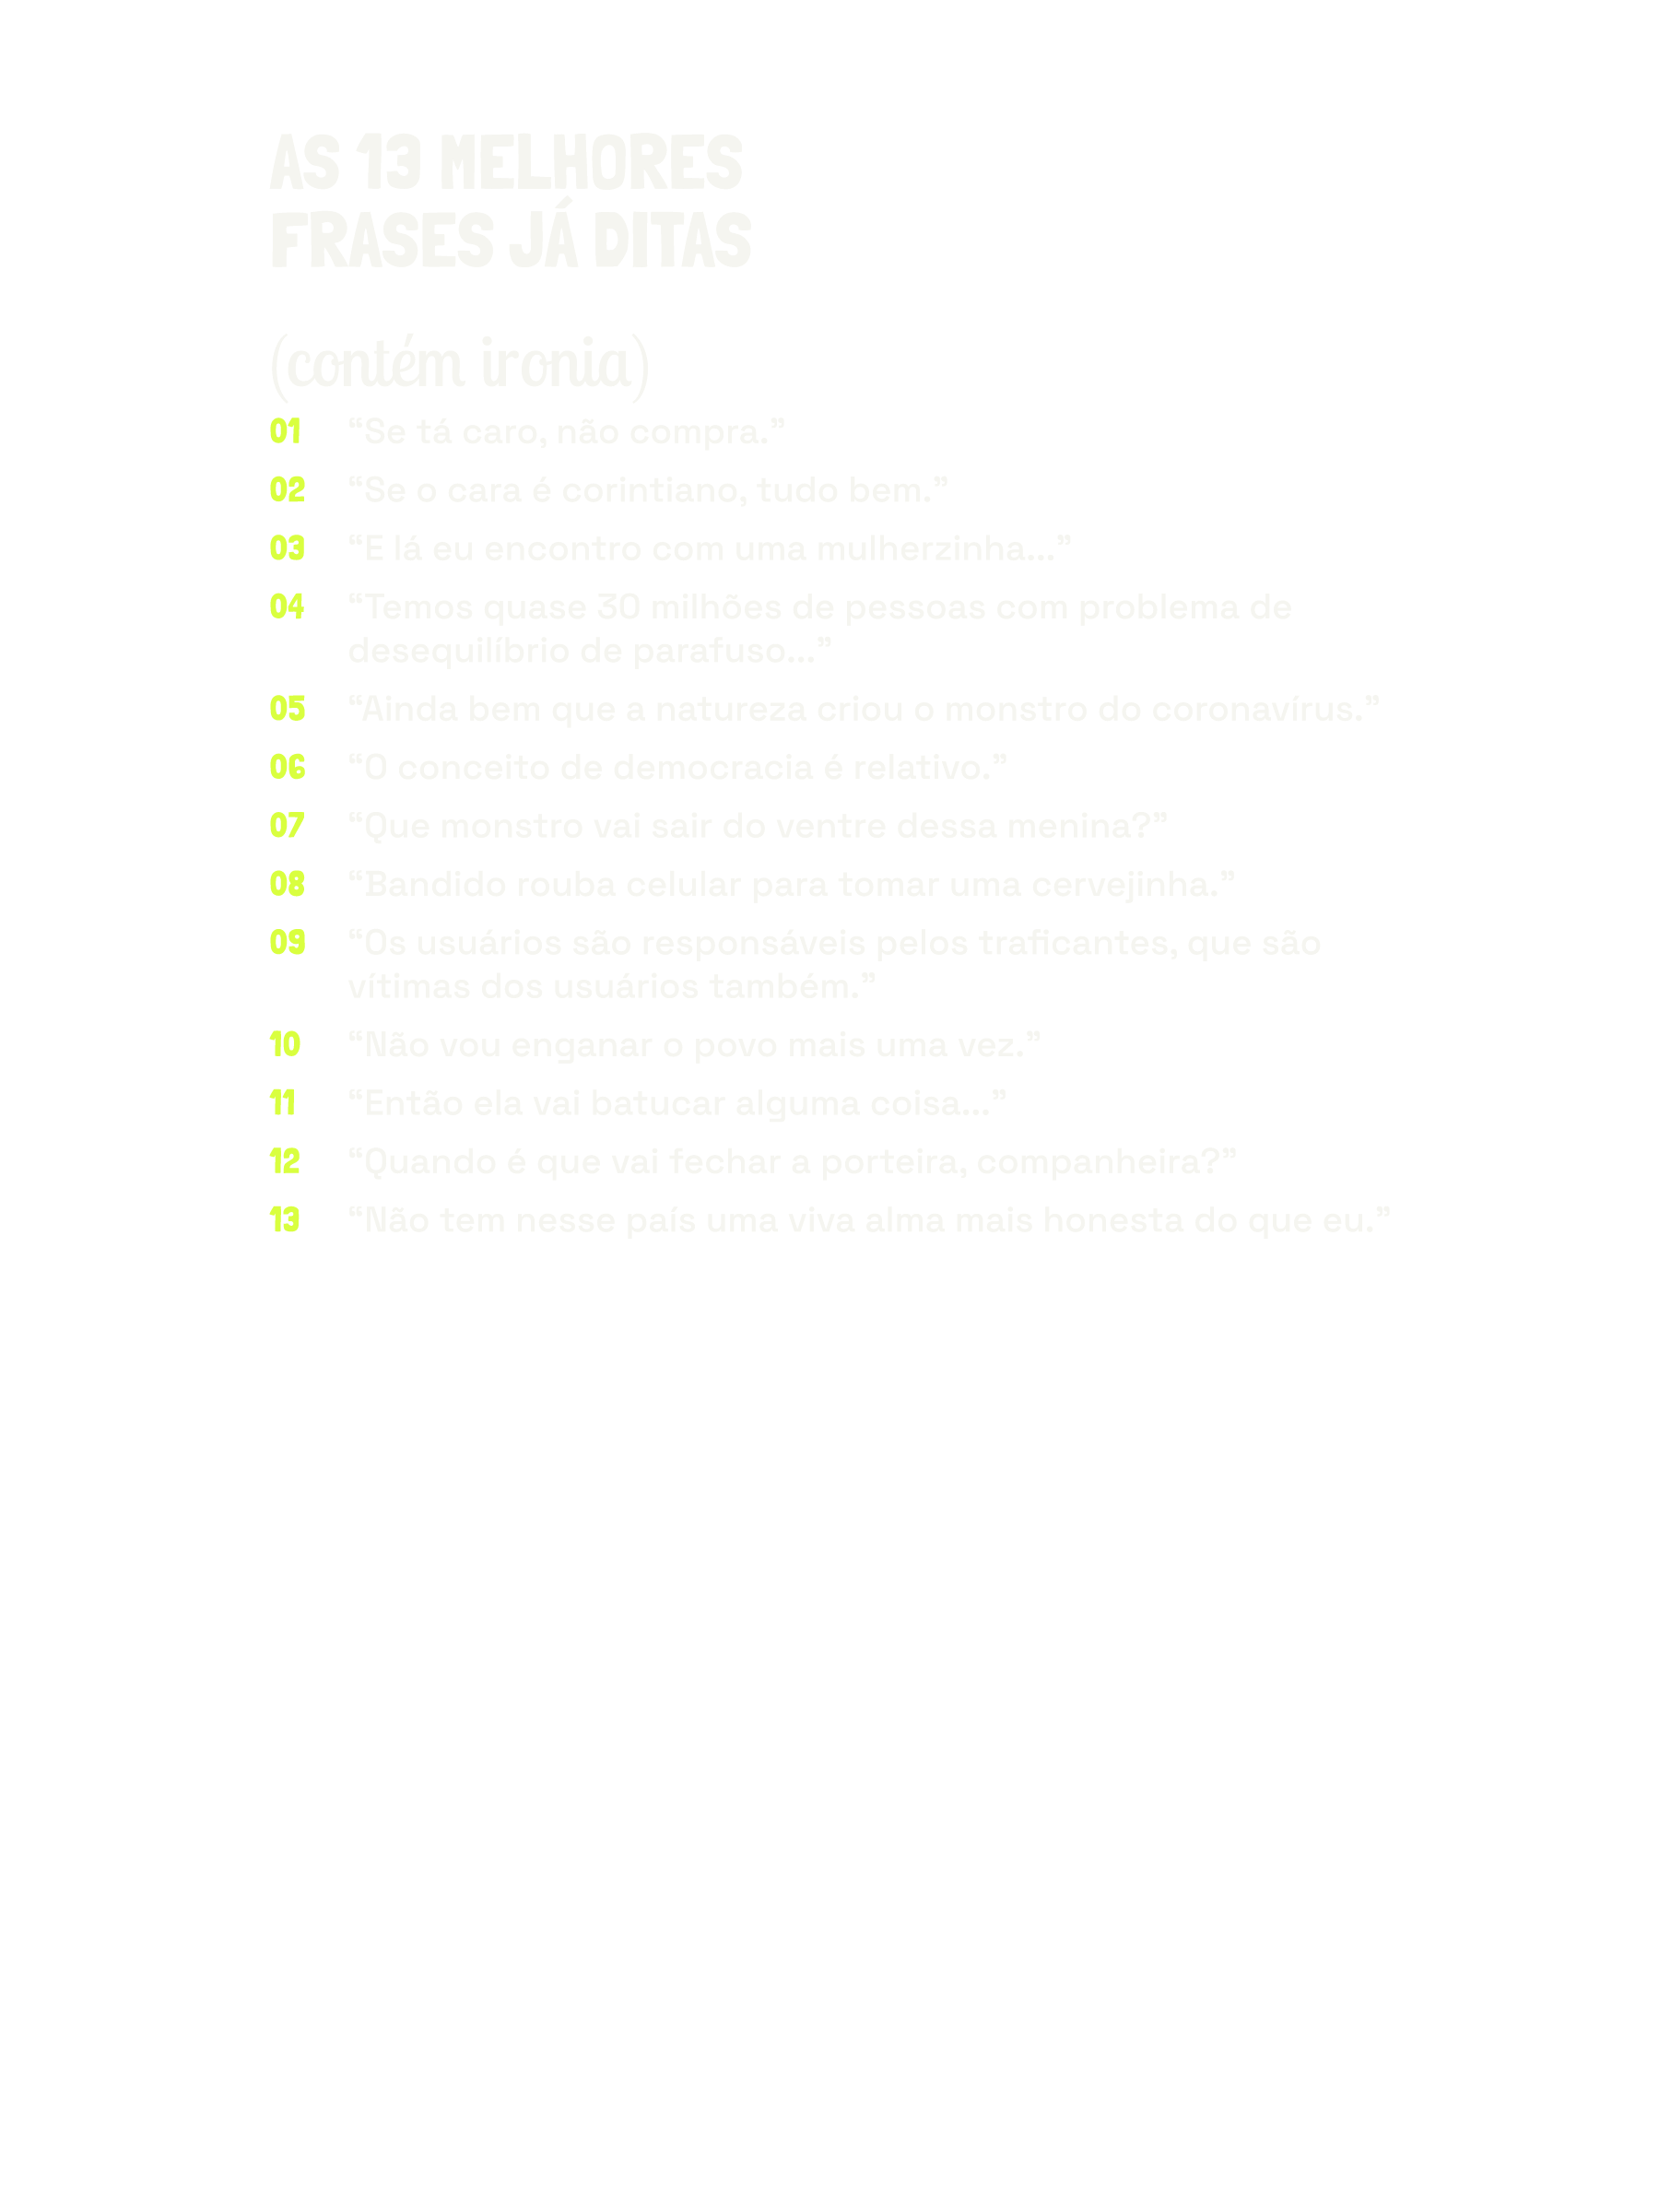 AS 13 MELHORES
FRASES JÁ DITAS
(contém ironia)
01 “Se tá caro, não compra.”
02 “Se o cara é corintiano, tudo bem.”
03 “E lá eu encontro com uma mulherzinha...”
04 “Temos quase 30 milhões de pessoas com problema de
desequilíbrio de parafuso...”
05 “Ainda bem que a natureza criou o monstro do coronavírus.”
06 “O conceito de democracia é relativo.”
07 “Que monstro vai sair do ventre dessa menina?”
08 “Bandido rouba celular para tomar uma cervejinha.”
09 “Os usuários são responsáveis pelos traficantes, que são
vítimas dos usuários também.”
10 “Não vou enganar o povo mais uma vez.”
11 “Então ela vai batucar alguma coisa...”
12 “Quando é que vai fechar a porteira, companheira?”
13 “Não tem nesse país uma viva alma mais honesta do que eu.”